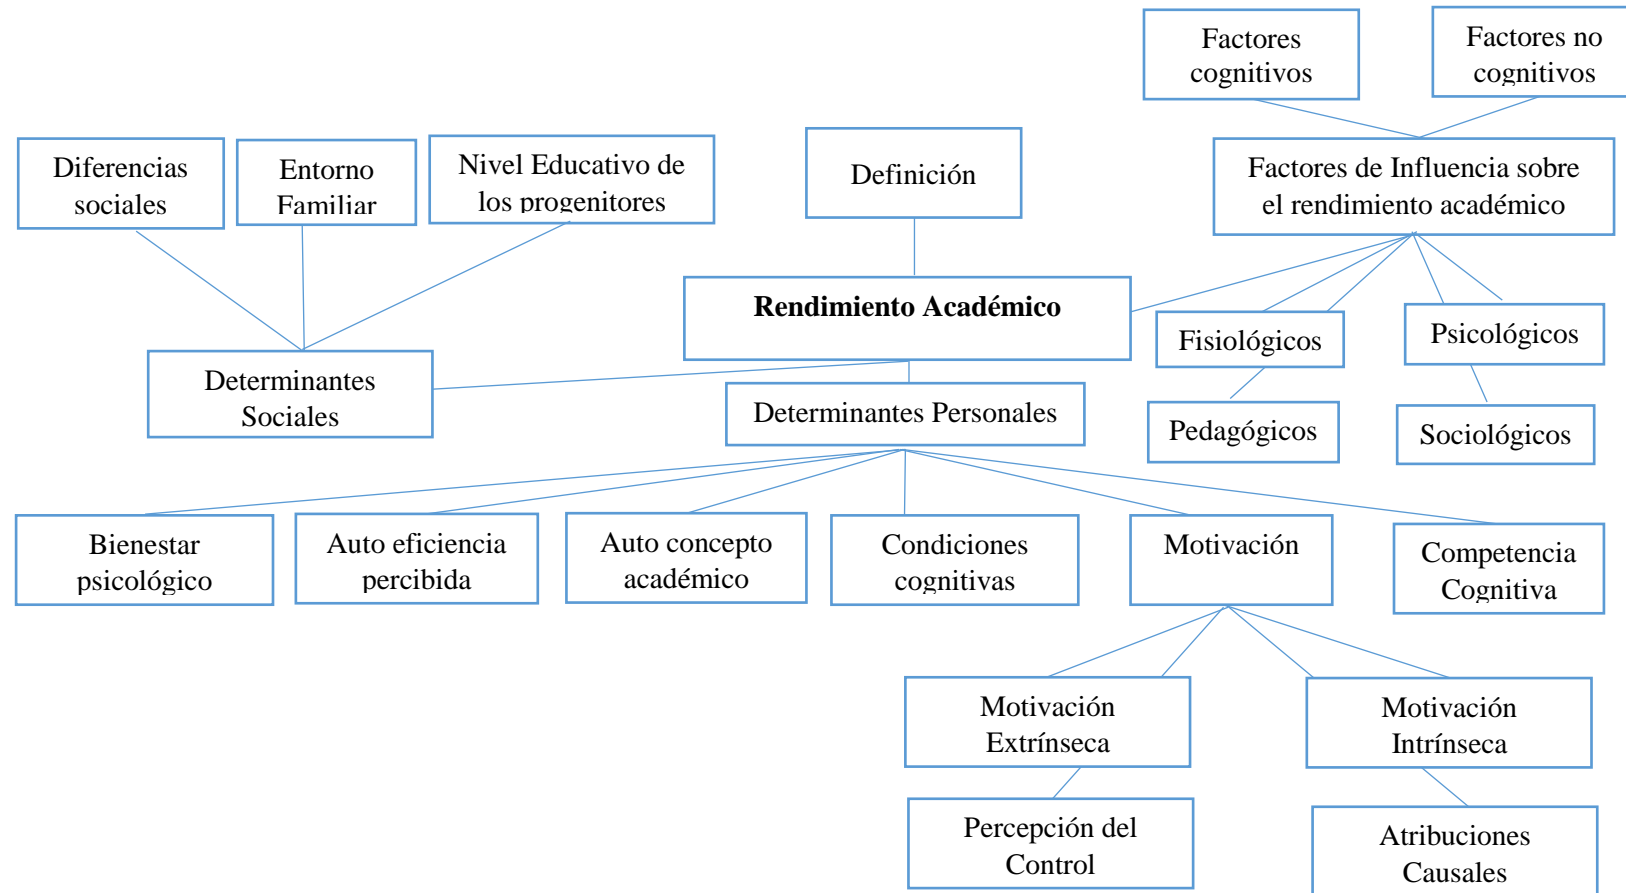 Factores
cognitivos
Factores no
cognitivos
Diferencias
sociales
Entorno
Familiar
Nivel Educativo de
los progenitores
Definición
Factores de Influencia sobre
el rendimiento académico
Rendimiento Académico
Fisiológicos
Psicológicos
Determinantes
Sociales
Determinantes Personales
Pedagógicos
Sociológicos
Bienestar
psicológico
Auto eficiencia
percibida
Auto concepto
académico
Condiciones
cognitivas
Motivación
Competencia
Cognitiva
Motivación
Extrínseca
Motivación
Intrínseca
Percepción del
Control
Atribuciones
Causales